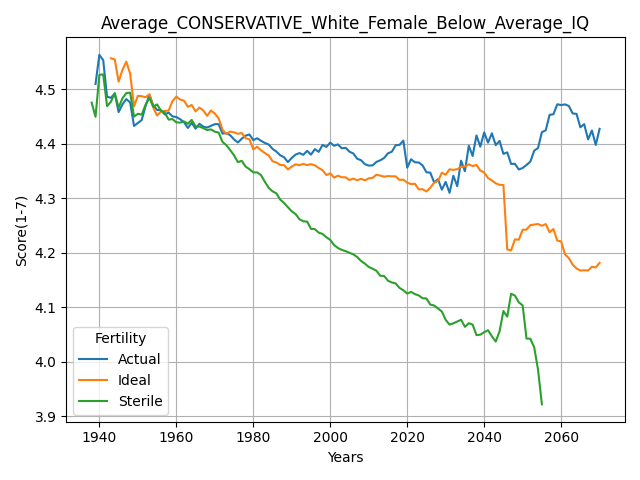 Average_CONSERVATIVE_White_Female_Below_Average_IQ
4.5
4.4
4.3
4.2
4.1
4.0
3.9
Score(1-7)
Fertility
Actual
Ideal
Sterile
1940 1960 1980 2000 2020 2040 2060
Years